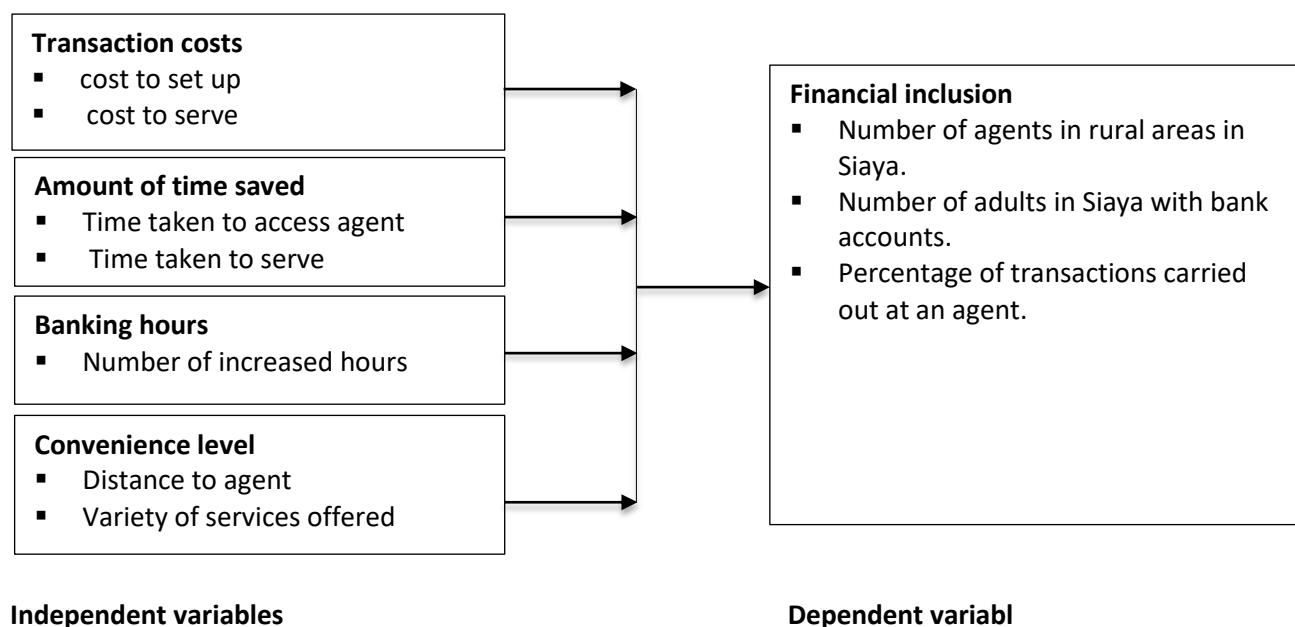 Transaction costs
▪ cost to set up
▪ cost to serve
Amount of time saved
▪ Time taken to access agent
▪ Time taken to serve
Banking hours
▪ Number of increased hours
Convenience level
▪ Distance to agent
▪ Variety of services offered
Financial inclusion
▪ Number of agents in rural areas in
Siaya.
▪ Number of adults in Siaya with bank
accounts.
▪ Percentage of transactions carried
out at an agent.
Independent variables
Dependent variabl